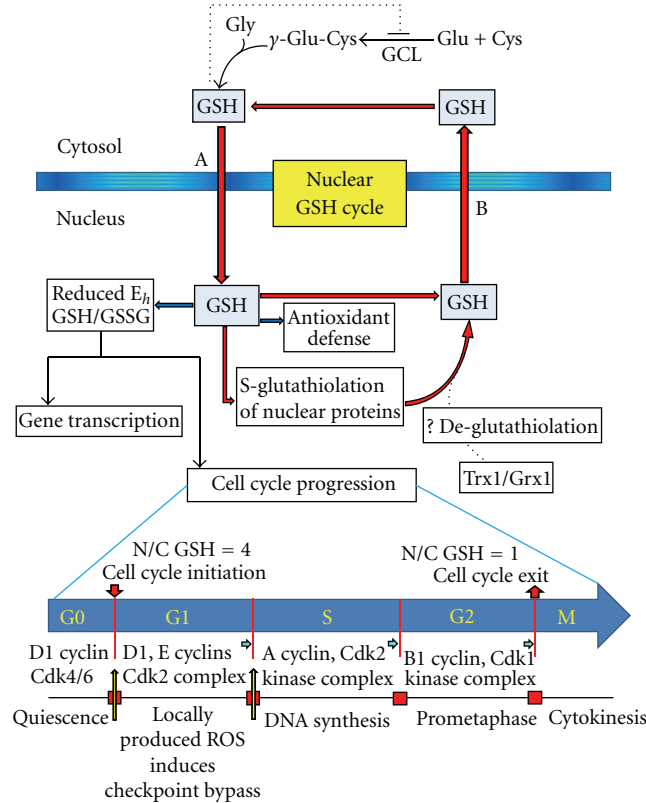 Gly
γ-Glu-Cys
Glu + Cys
GCL
GSH
GSH
Cytosol
A
Nuclear
GSH cycle
Nucleus
B
Reduced Eh
GSH/GSSG
GSH
GSH
Antioxidant
defense
S-glutathiolation
of nuclear proteins
Gene transcription
? De-glutathiolation
Trx1/Grx1
Cell cycle progression
N/C GSH = 4
Cell cycle initiation
N/C GSH = 1
Cell cycle exit
G0
G1
S
G2
M
D1 cyclin
Cdk4/6
D1, E cyclins
Cdk2 complex
A cyclin, Cdk2
kinase complex
B1 cyclin, Cdk1
kinase complex
Quiescence
Locally
produced ROS
induces
checkpoint bypass
DNA synthesis
Prometaphase
Cytokinesis